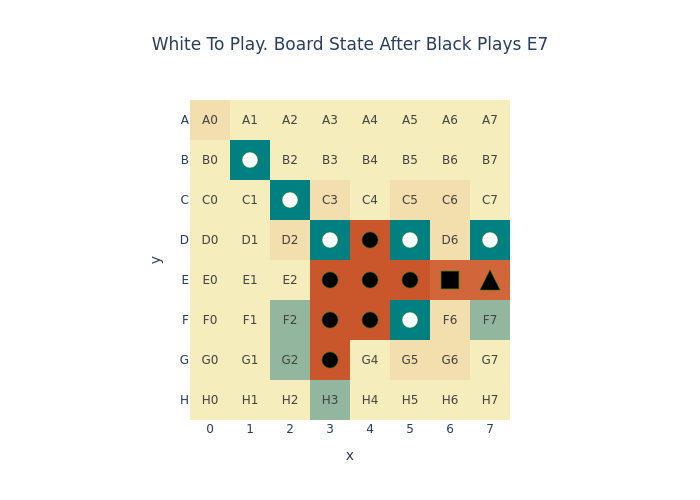 White To Play. Board State After Black Plays E7
A A0 A1 A2 A3 A4 A5 A6 A7
B B0 B2 B3 B4 B5 B6 B7
C C0 C1 C3 C4 C5 C6 C7
D D0 D1 D2 D6
E E0 E1 E2
F F0 F1 F2 F6 F7
G G0 G1 G2 G4 G5 G6 G7
H H0 H1 H2 H3 H4 H5 H6 H7
0 1 2 3 4 5 6 7
x
y